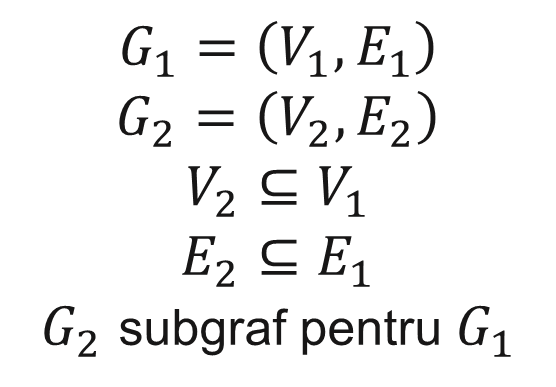 G₁ = (V₁, E₁)
G₂ = (V₂, E₂)
V₂ ⊆ V₁
E₂ ⊆ E₁
G₂ subgraf pentru G₁